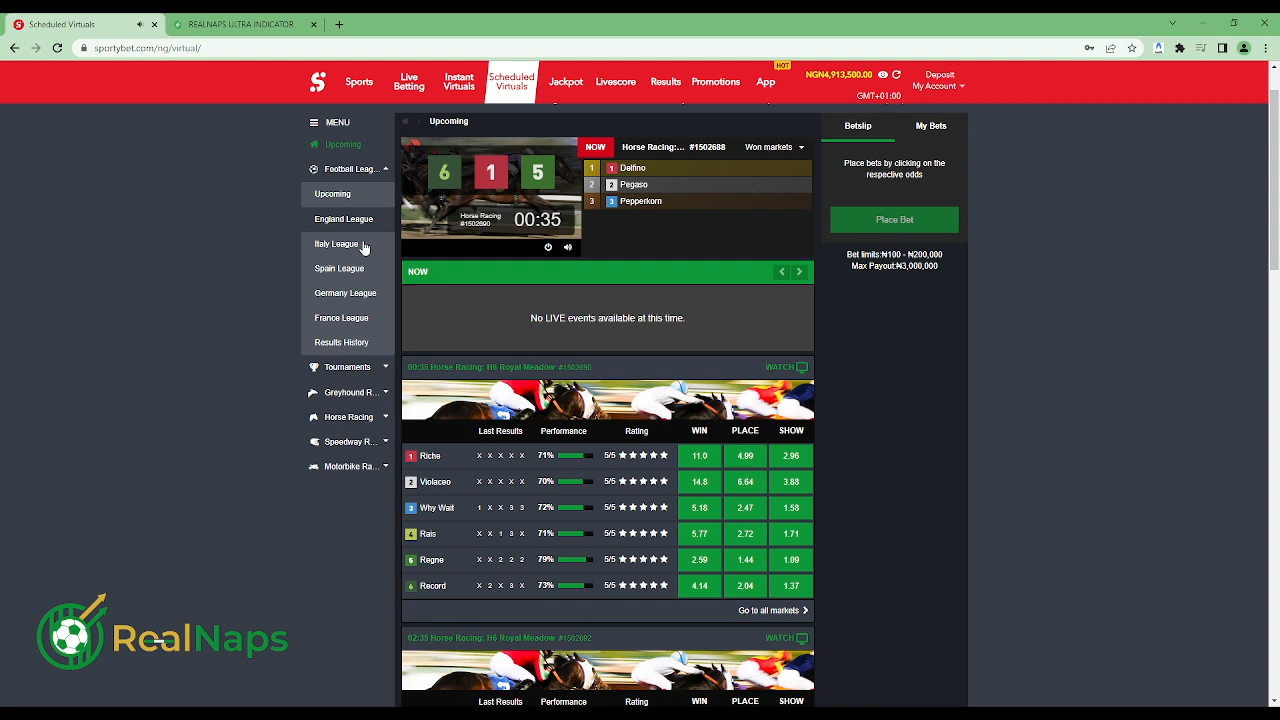 Scheduled Virtuals
REALNAPS ULTRA INDICATOR
sportybet.com/ng/virtual/
Sports
Live Betting
Instant Virtuals
Scheduled Virtuals
Jackpot
Livescore
Results
Promotions
HOT
App
NGN4,913,500.00
GMT+01:00
Deposit
My Account
MENU
Upcoming
Football Leag...
Upcoming
England League
Italy League
Spain League
Germany League
France League
Results History
Tournaments
Greyhound R...
Horse Racing
Speedway R...
Motorbike Ra...
Upcoming
6 1 5
Horse Racing
#1502690
00:35
NOW Horse Racing:... #1502688 Won markets
1 1 Delfino
2 2 Pegaso
3 3 Pepperkorn
NOW
No LIVE events available at this time.
00:35 Horse Racing: H6 Royal Meadow #1502690 WATCH
Last Results Performance Rating WIN PLACE SHOW
1 Riche X X X X X 71% 5/5 11.0 4.99 2.96
2 Violaceo X X X X X 70% 5/5 14.8 6.64 3.88
3 Why Wait 1 X X 3 3 72% 5/5 5.18 2.47 1.58
4 Rais X X 1 3 X 71% 5/5 5.77 2.72 1.71
5 Regne X X 2 2 2 79% 5/5 2.59 1.44 1.09
6 Record X 2 X 3 X 73% 5/5 4.14 2.04 1.37
Go to all markets
02:35 Horse Racing: H6 Royal Meadow #1502692 WATCH
Last Results Performance Rating WIN PLACE SHOW
Betslip My Bets
Place bets by clicking on the
respective odds
Place Bet
Bet limits:₦100 - ₦200,000
Max Payout:₦3,000,000
RealNaps